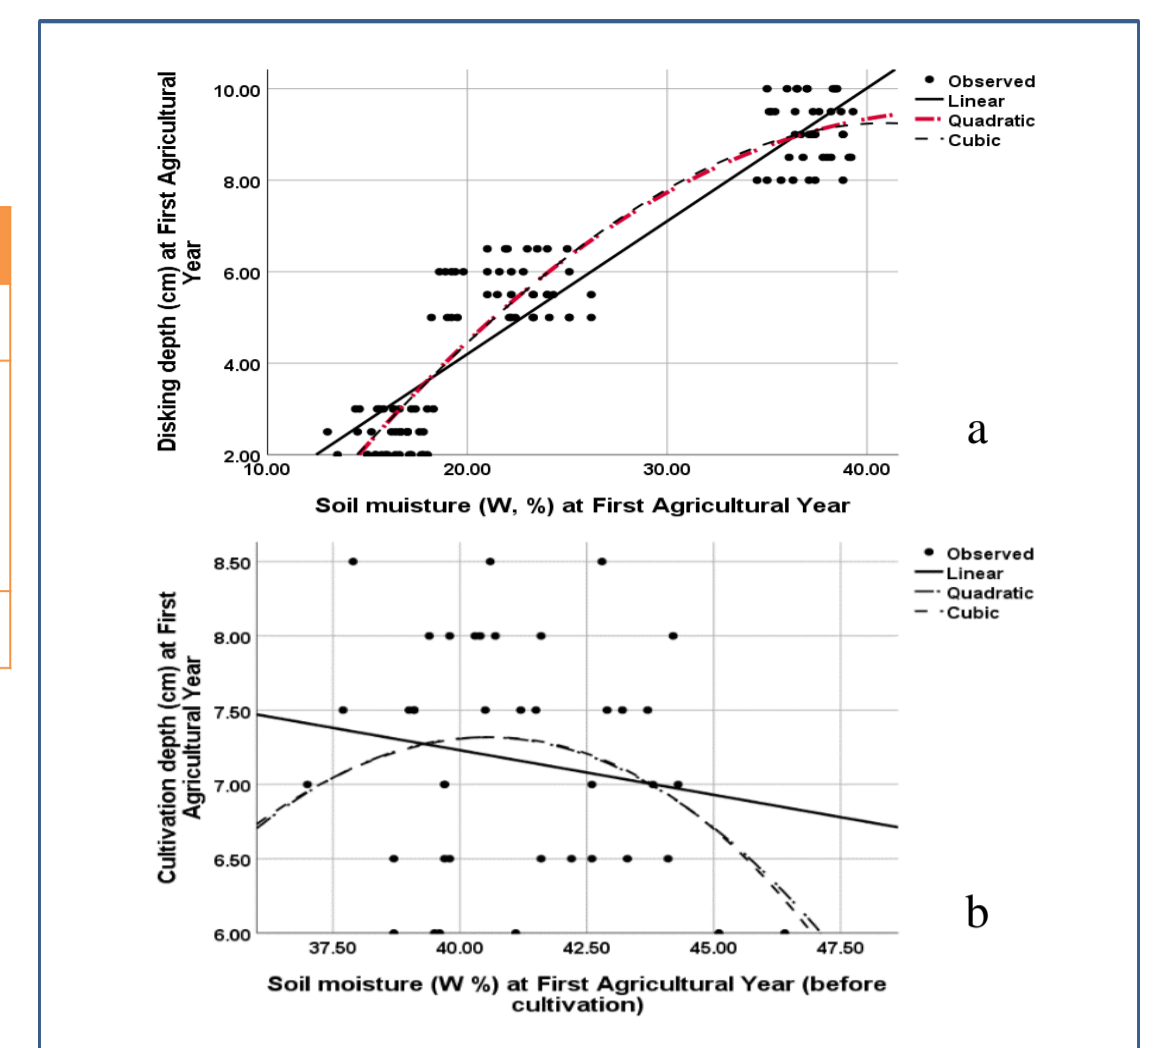 Disking depth (cm) at First Agricultural
Year
10.00
8.00
6.00
4.00
2.00
10.00 20.00 30.00 40.00
Soil muisture (W, %) at First Agricultural Year
Observed
Linear
Quadratic
Cubic
a
Cultivation depth (cm) at First
Agricultural Year
8.50
8.00
7.50
7.00
6.50
6.00
37.50 40.00 42.50 45.00 47.50
Soil moisture (W %) at First Agricultural Year (before
cultivation)
Observed
Linear
Quadratic
Cubic
b